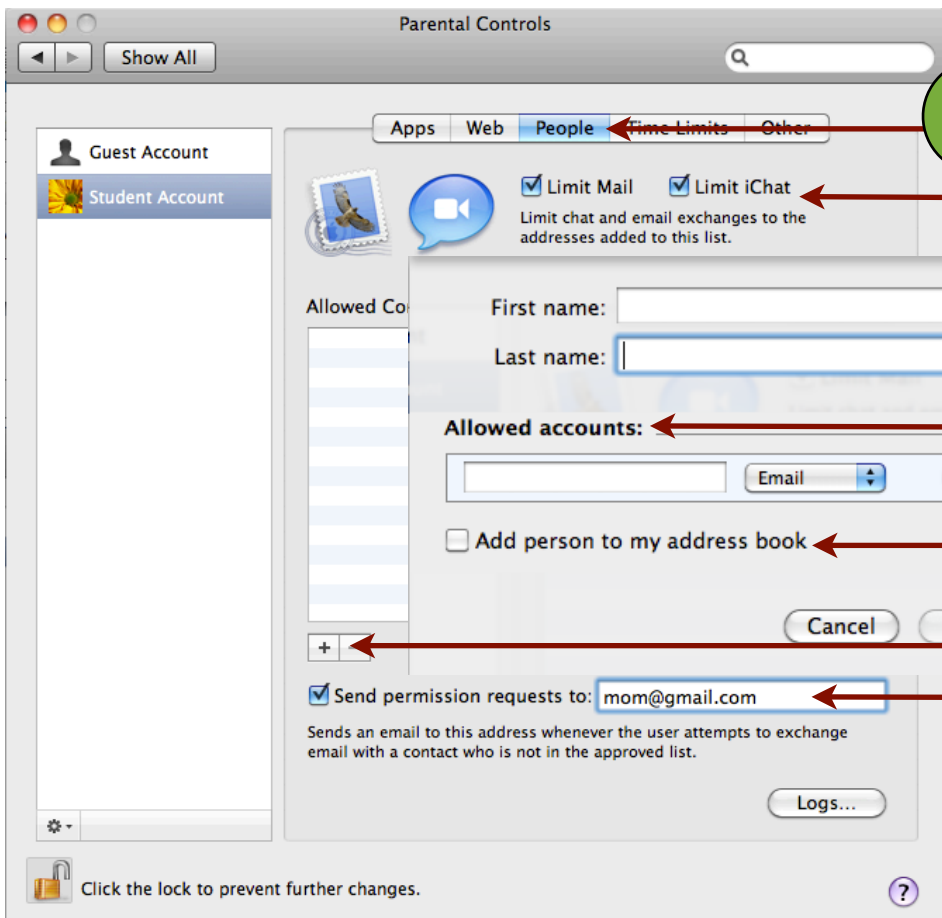 Parental Controls
Show All
Apps Web People Time Limits Other
Guest Account
Student Account
Limit Mail Limit iChat
Limit chat and email exchanges to the
addresses added to this list.
Allowed Co
First name:
Last name:
Allowed accounts:
Email
Add person to my address book
Cancel
+ -
Send permission requests to: mom@gmail.com
Sends an email to this address whenever the user attempts to exchange
email with a contact who is not in the approved list.
Logs...
Click the lock to prevent further changes.
?